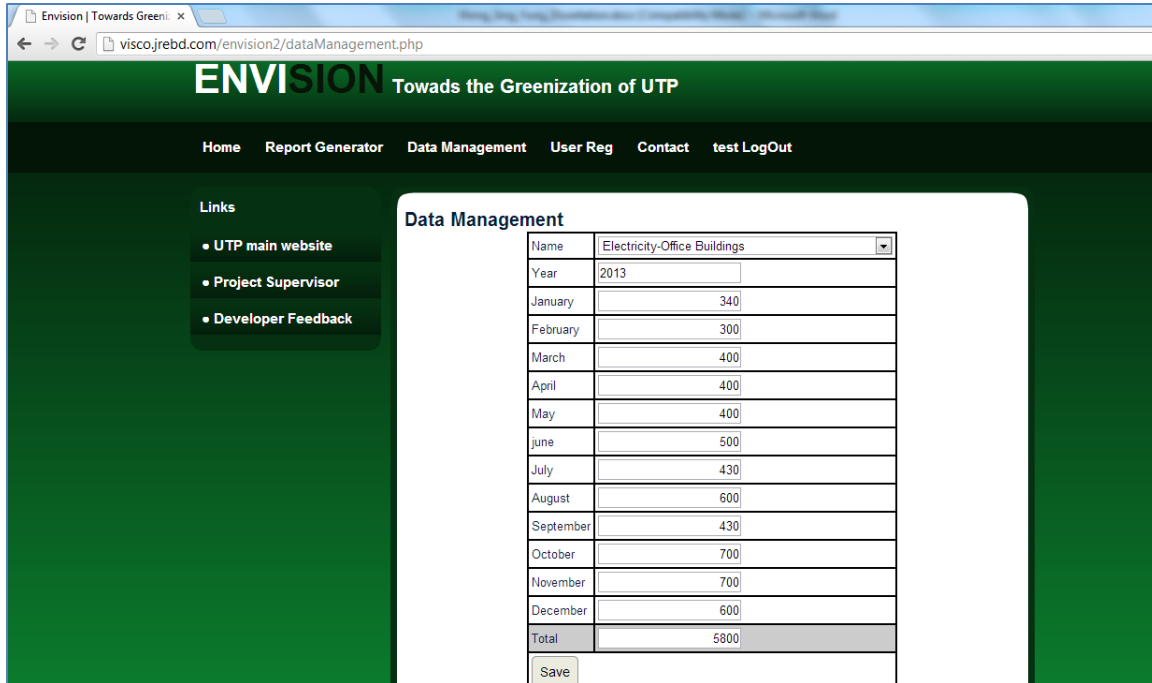 Envision | Towards Greeni
visco.jrebd.com/envision2/dataManagement.php
ENVISION Towads the Greenization of UTP
Home Report Generator Data Management User Reg Contact test LogOut
Links
• UTP main website
• Project Supervisor
• Developer Feedback
Data Management
Name Electricity-Office Buildings
Year 2013
January 340
February 300
March 400
April 400
May 400
june 500
July 430
August 600
September 430
October 700
November 700
December 600
Total 5800
Save